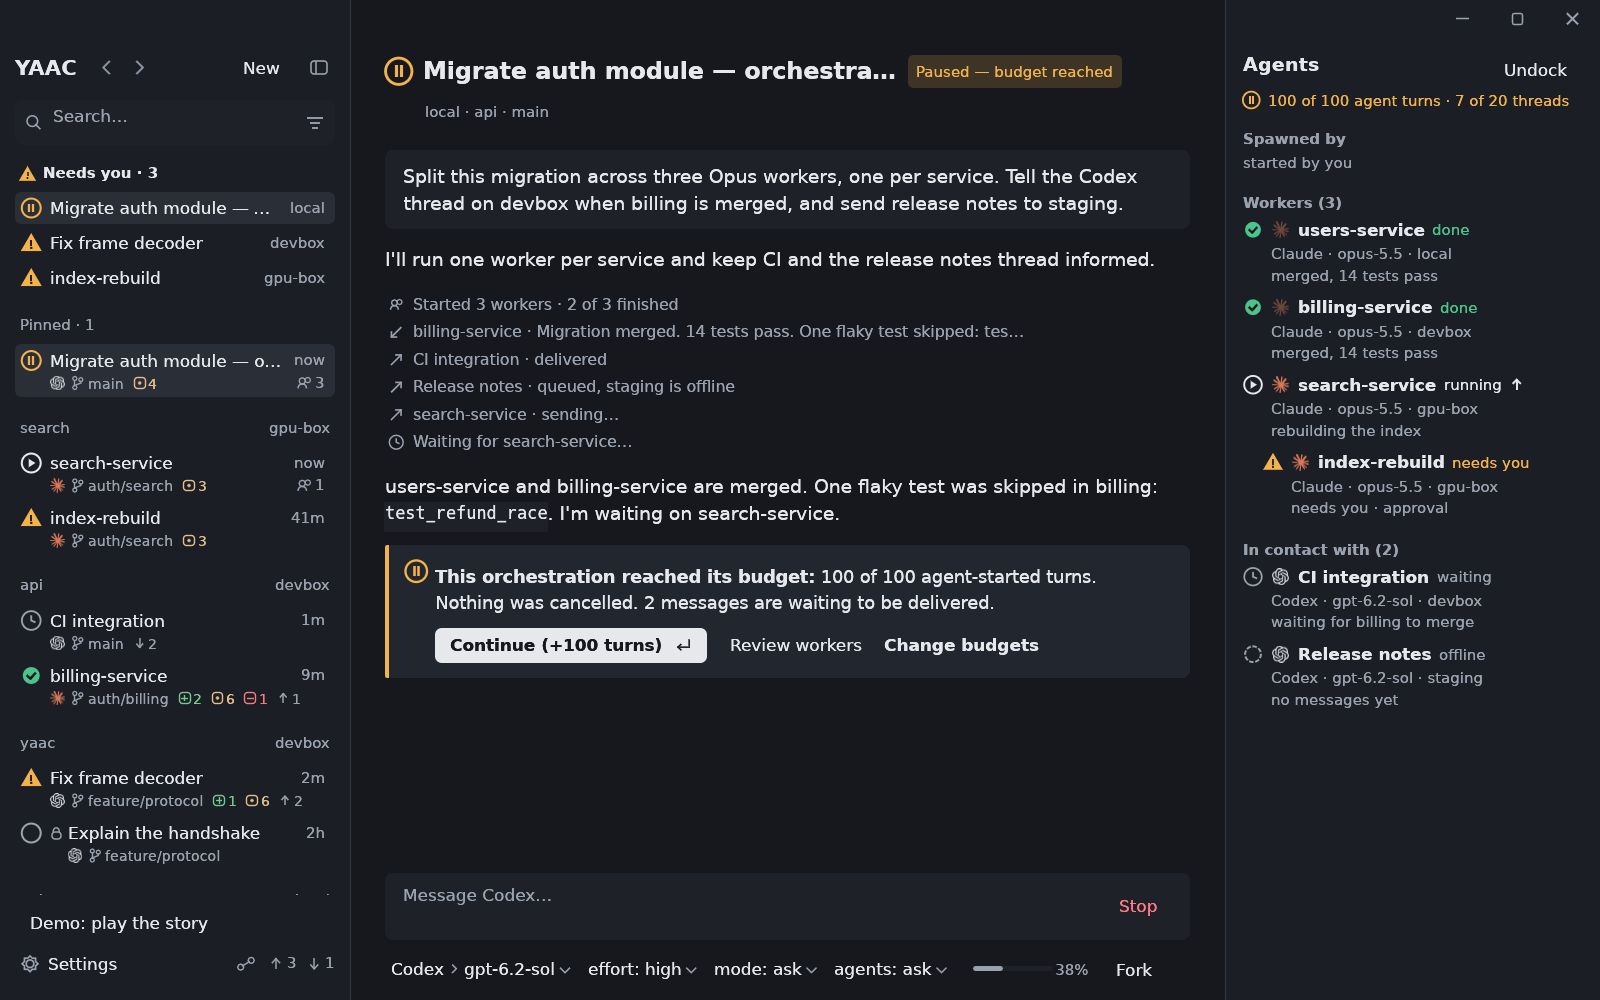 YAAC
New
Search…
Needs you · 3
Migrate auth module — … local
Fix frame decoder devbox
index-rebuild gpu-box
Pinned · 1
Migrate auth module — o… now
main 4 3
search gpu-box
search-service now
auth/search 3 1
index-rebuild 41m
auth/search 3
api devbox
CI integration 1m
main 2
billing-service 9m
auth/billing 2 6 1 1
yaac devbox
Fix frame decoder 2m
feature/protocol 1 6 2
Explain the handshake 2h
feature/protocol
Demo: play the story
Settings 3 1
Migrate auth module — orchestra… Paused — budget reached
local · api · main
Split this migration across three Opus workers, one per service. Tell the Codex
thread on devbox when billing is merged, and send release notes to staging.
I'll run one worker per service and keep CI and the release notes thread informed.
Started 3 workers · 2 of 3 finished
billing-service · Migration merged. 14 tests pass. One flaky test skipped: tes…
CI integration · delivered
Release notes · queued, staging is offline
search-service · sending…
Waiting for search-service…
users-service and billing-service are merged. One flaky test was skipped in billing:
test_refund_race. I'm waiting on search-service.
This orchestration reached its budget: 100 of 100 agent-started turns.
Nothing was cancelled. 2 messages are waiting to be delivered.
Continue (+100 turns) Review workers Change budgets
Message Codex…
Stop
Codex gpt-6.2-sol effort: high mode: ask agents: ask 38% Fork
Agents Undock
100 of 100 agent turns · 7 of 20 threads
Spawned by
started by you
Workers (3)
users-service done
Claude · opus-5.5 · local
merged, 14 tests pass
billing-service done
Claude · opus-5.5 · devbox
merged, 14 tests pass
search-service running
Claude · opus-5.5 · gpu-box
rebuilding the index
index-rebuild needs you
Claude · opus-5.5 · gpu-box
needs you · approval
In contact with (2)
CI integration waiting
Codex · gpt-6.2-sol · devbox
waiting for billing to merge
Release notes offline
Codex · gpt-6.2-sol · staging
no messages yet